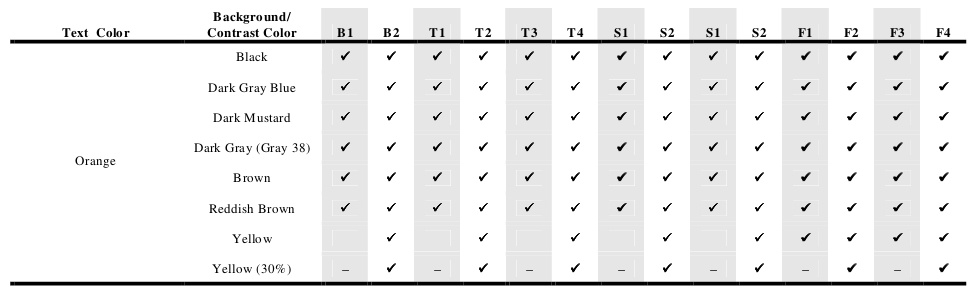 Background/
Text Color Contrast Color B1 B2 T1 T2 T3 T4 S1 S2 S1 S2 F1 F2 F3 F4
Black ✔ ✔ ✔ ✔ ✔ ✔ ✔ ✔ ✔ ✔ ✔ ✔ ✔ ✔
Dark Gray Blue ✔ ✔ ✔ ✔ ✔ ✔ ✔ ✔ ✔ ✔ ✔ ✔ ✔ ✔
Dark Mustard ✔ ✔ ✔ ✔ ✔ ✔ ✔ ✔ ✔ ✔ ✔ ✔ ✔ ✔
Dark Gray (Gray 38) ✔ ✔ ✔ ✔ ✔ ✔ ✔ ✔ ✔ ✔ ✔ ✔ ✔ ✔
Orange
Brown ✔ ✔ ✔ ✔ ✔ ✔ ✔ ✔ ✔ ✔ ✔ ✔ ✔ ✔
Reddish Brown ✔ ✔ ✔ ✔ ✔ ✔ ✔ ✔ ✔ ✔ ✔ ✔ ✔ ✔
Yellow ✔ ✔ ✔ ✔ ✔ ✔ ✔ ✔ ✔
Yellow (30%) – ✔ – ✔ – ✔ – ✔ – ✔ – ✔ – ✔